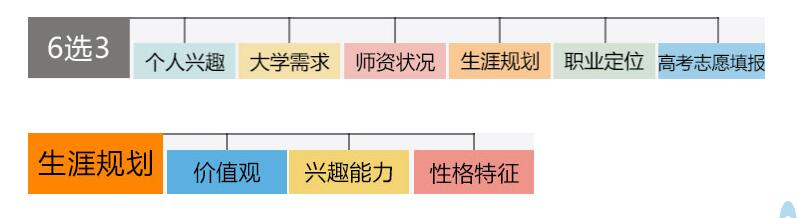 6选3
个人兴趣 大学需求 师资状况 生涯规划 职业定位 高考志愿填报
生涯规划
价值观 兴趣能力 性格特征